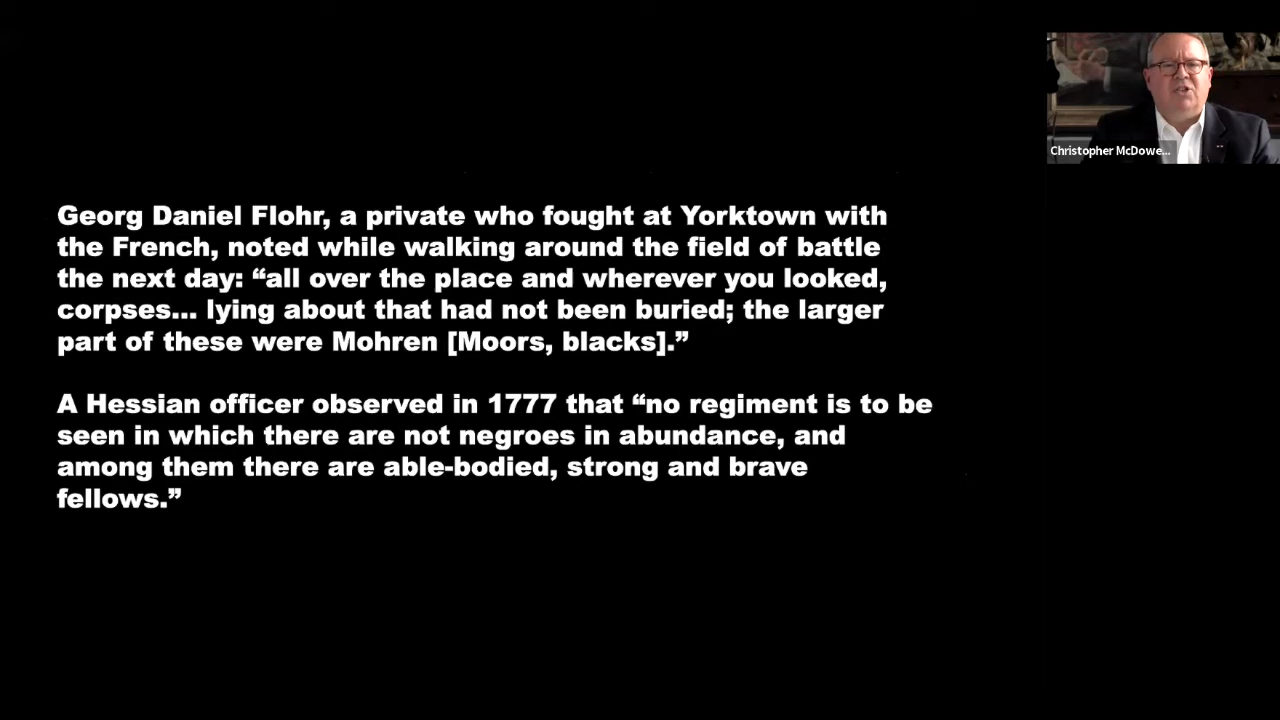 Christopher McDowe...
Georg Daniel Flohr, a private who fought at Yorktown with
the French, noted while walking around the field of battle
the next day: “all over the place and wherever you looked,
corpses... lying about that had not been buried; the larger
part of these were Mohren [Moors, blacks].”
A Hessian officer observed in 1777 that “no regiment is to be
seen in which there are not negroes in abundance, and
among them there are able-bodied, strong and brave
fellows.”